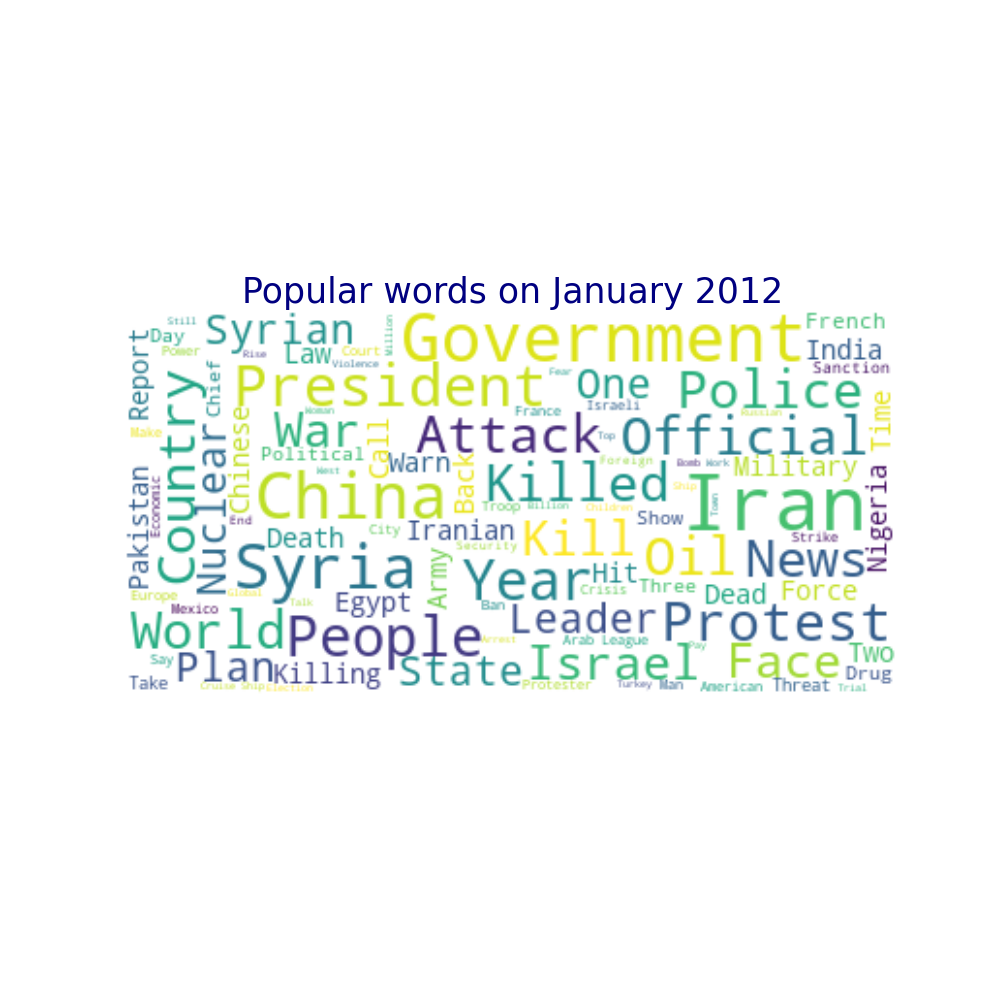 Popular words on January 2012
Still
Day
Power
Syrian
Rise
Law
Court
Violence
Million
Government
French
India
Sanction
Report
Country
Chief
President
Fear
One
Police
Israeli
France
Woman
Russian
Time
Make
Nuclear
Chinese
War
Political
Call
Warn
Attack
Top
Official
Foreign
Bomb
Work
Military
Pakistan
Economic
West
China
Back
Killed
Ship
Iran
Town
Nigeria
End
Troop
Billion
Children
Show
Strike
Death
City
Iranian
Security
Kill
Oil
News
Syria
Army
Year
Hit
Crisis
Three
Dead
Force
Europe
Global
Talk
Mexico
Egypt
Ban
Leader
Protest
World
People
Arrest
Arab League
Pay
Say
Plan
Killing
State
Israel
Face
Two
Take
Cruise Ship
Election
Protester
Turkey
Man
American
Threat
Drug
Trial